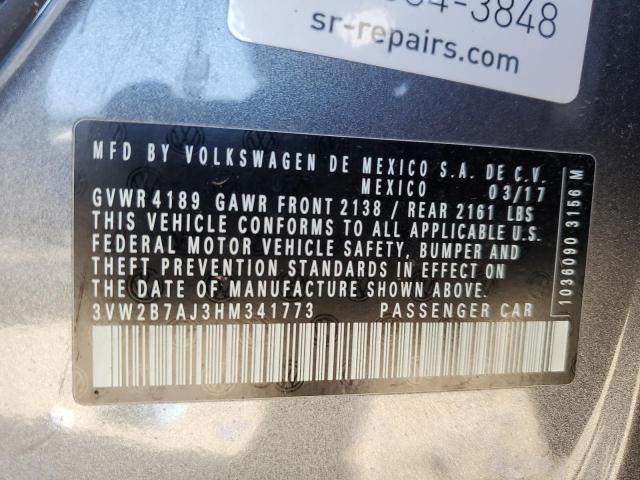 4-3848
sr-repairs.com
MFD BY VOLKSWAGEN DE MEXICO S.A. DE C.V.
MEXICO 03/17
GVWR 4189 GAWR FRONT 2138 / REAR 2161 LBS
THIS VEHICLE CONFORMS TO ALL APPLICABLE U.S.
FEDERAL MOTOR VEHICLE SAFETY, BUMPER AND
THEFT PREVENTION STANDARDS IN EFFECT ON
THE DATE OF MANUFACTURE SHOWN ABOVE.
3VW2B7AJ3HM341773 PASSENGER CAR
1036090 3156 M